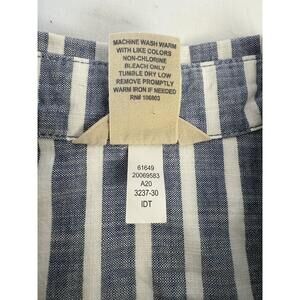 MACHINE WASH WARM
WITH LIKE COLORS
NON-CHLORINE
BLEACH ONLY
TUMBLE DRY LOW
REMOVE PROMPTLY
WARM IRON IF NEEDED
RN# 106803
61649
20069583
A20
3237-30
IDT